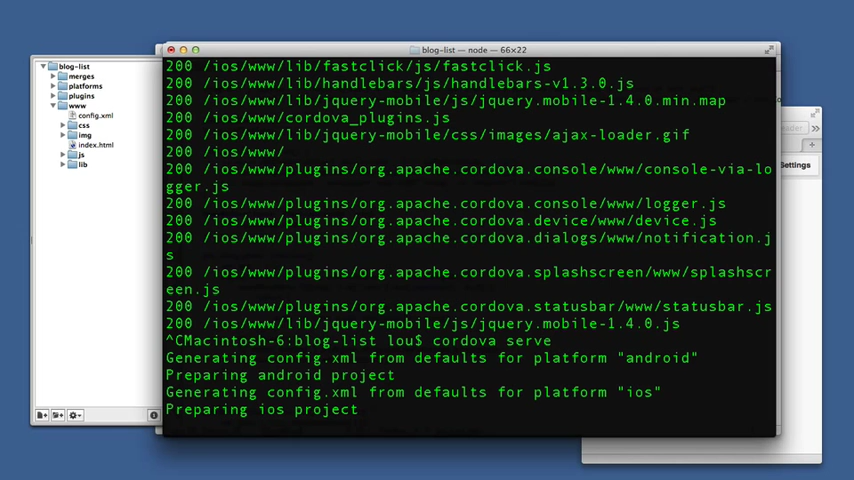 blog-list — node — 66×22
blog-list
merges
platforms
plugins
www
config.xml
css
img
index.html
js
lib
200 /ios/www/lib/fastclick/js/fastclick.js
200 /ios/www/lib/handlebars/js/handlebars-v1.3.0.js
200 /ios/www/lib/jquery-mobile/js/jquery.mobile-1.4.0.min.map
200 /ios/www/cordova_plugins.js
200 /ios/www/lib/jquery-mobile/css/images/ajax-loader.gif
200 /ios/www/
200 /ios/www/plugins/org.apache.cordova.console/www/console-via-lo
gger.js
200 /ios/www/plugins/org.apache.cordova.console/www/logger.js
200 /ios/www/plugins/org.apache.cordova.device/www/device.js
200 /ios/www/plugins/org.apache.cordova.dialogs/www/notification.j
s
200 /ios/www/plugins/org.apache.cordova.splashscreen/www/splashscr
een.js
200 /ios/www/plugins/org.apache.cordova.statusbar/www/statusbar.js
200 /ios/www/lib/jquery-mobile/js/jquery.mobile-1.4.0.js
^CMacintosh-6:blog-list lou$ cordova serve
Generating config.xml from defaults for platform "android"
Preparing android project
Generating config.xml from defaults for platform "ios"
Preparing ios project
Settings